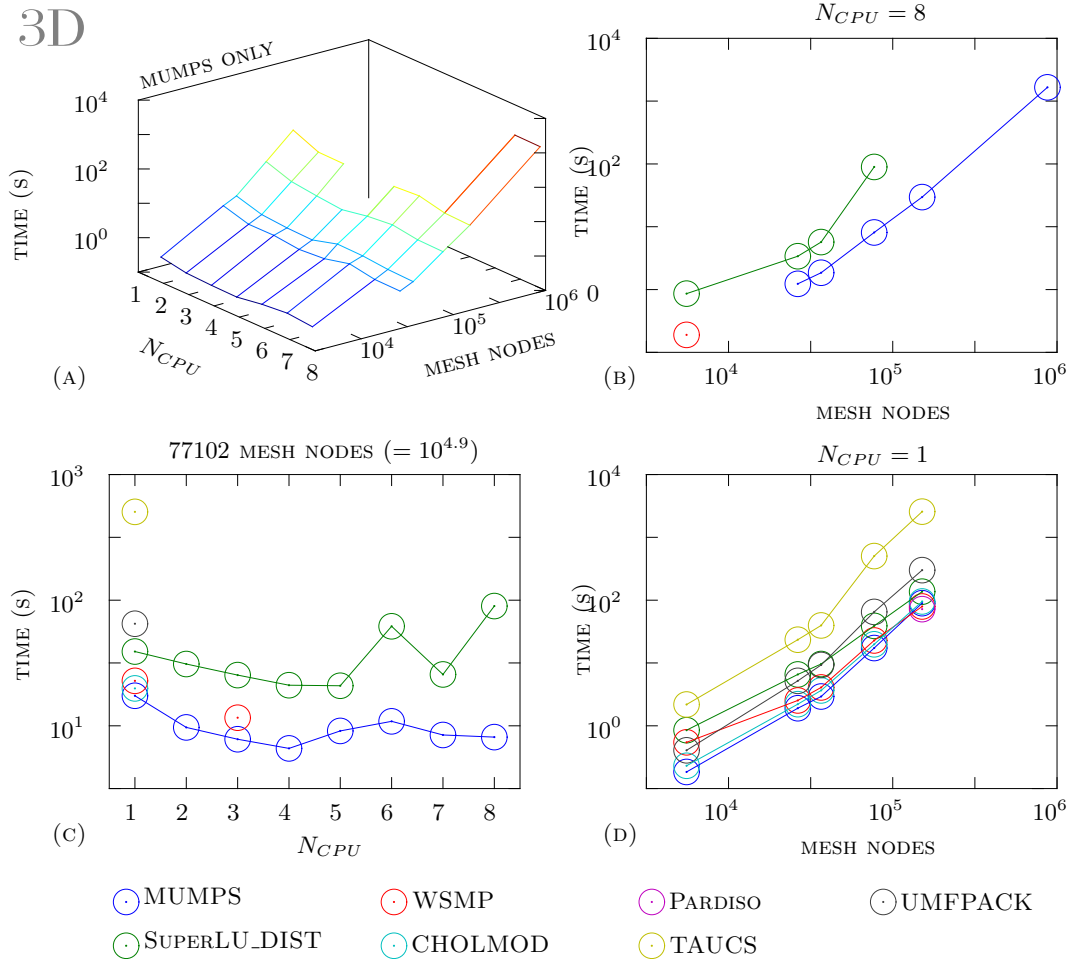 3D
MUMPS ONLY
10^4
10^2
10^0
TIME (S)
1
2
3
4
5
6
7
8
N_CPU
10^4
10^5
10^6
MESH NODES
(A)
N_CPU = 8
10^4
10^2
0
TIME (S)
10^4
10^5
10^6
MESH NODES
(B)
77102 MESH NODES (= 10^4.9)
10^3
10^2
10^1
TIME (S)
1 2 3 4 5 6 7 8
N_CPU
(C)
N_CPU = 1
10^4
10^2
10^0
TIME (S)
10^4
10^5
10^6
MESH NODES
(D)
MUMPS
WSMP
PARDISO
UMFPACK
SUPERLU_DIST
CHOLMOD
TAUCS